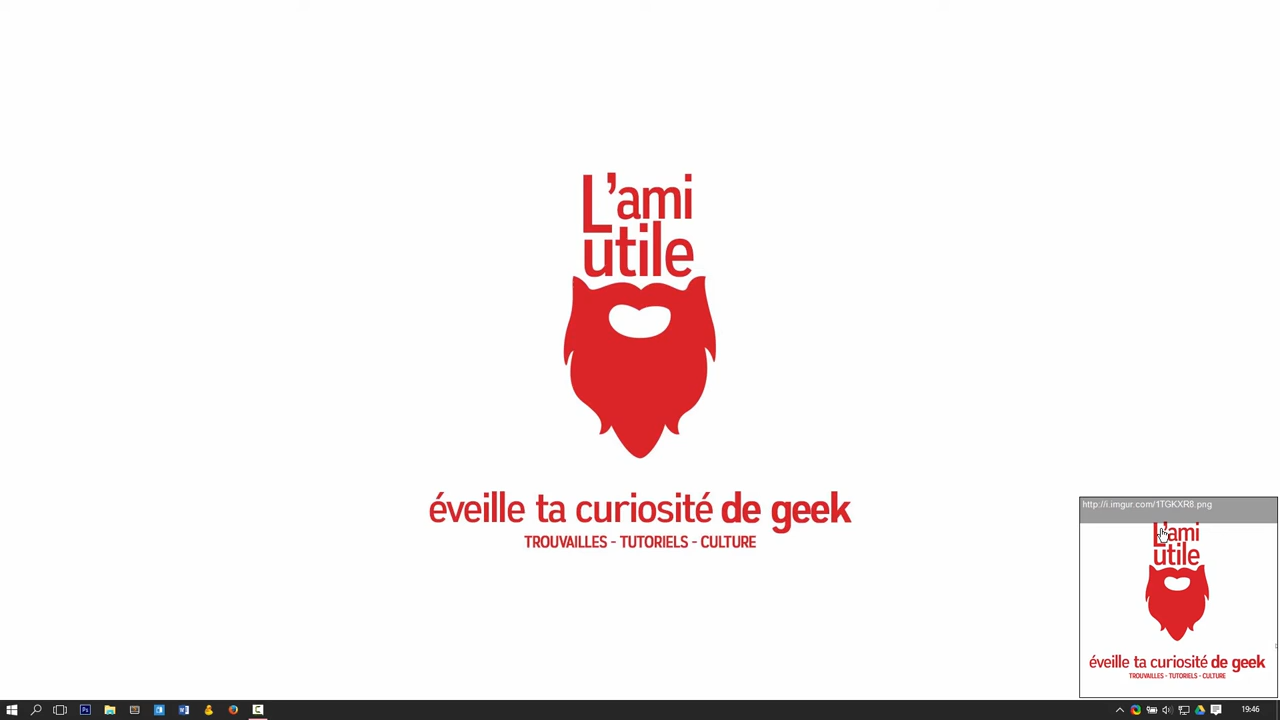 L'ami
utile
éveille ta curiosité de geek
TROUVAILLES - TUTORIELS - CULTURE
http://i.imgur.com/1TGKXR8.png
L'ami
utile
éveille ta curiosité de geek
TROUVAILLES - TUTORIELS - CULTURE
19:46